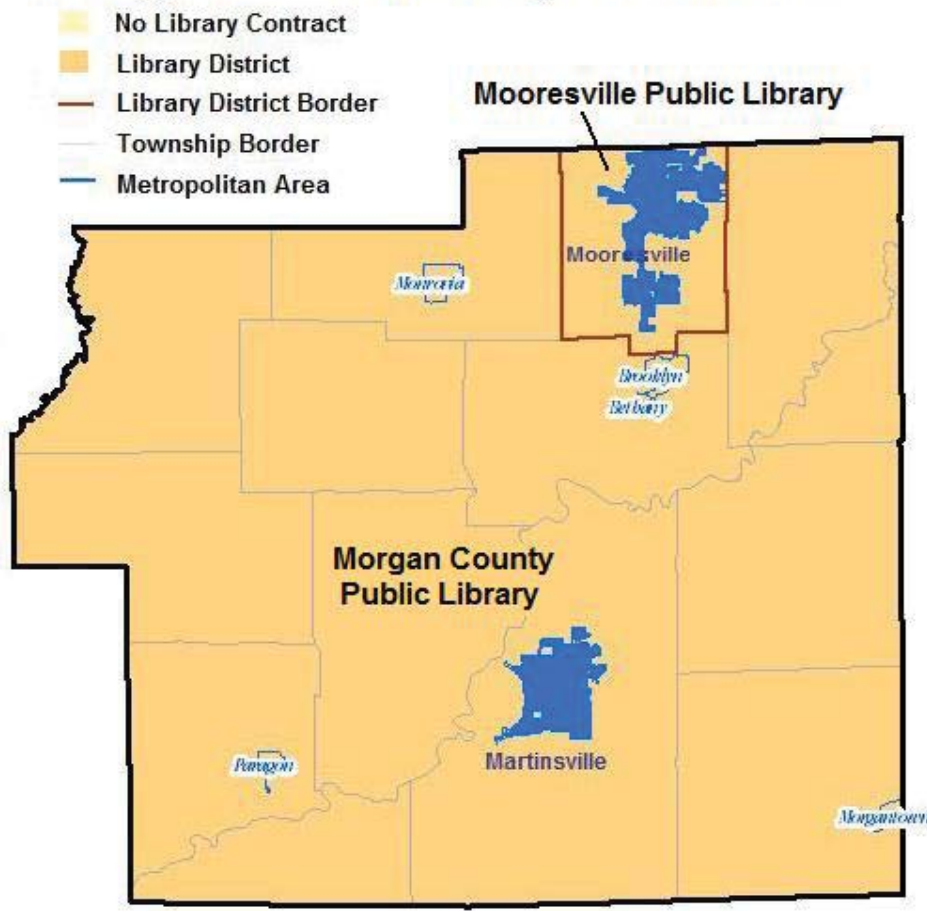 No Library Contract
Library District
Library District Border
Township Border
Metropolitan Area
Mooresville Public Library
Mooresville
Monrovia
Brooklyn
Bethany
Morgan County
Public Library
Martinsville
Paragon
Morgantown